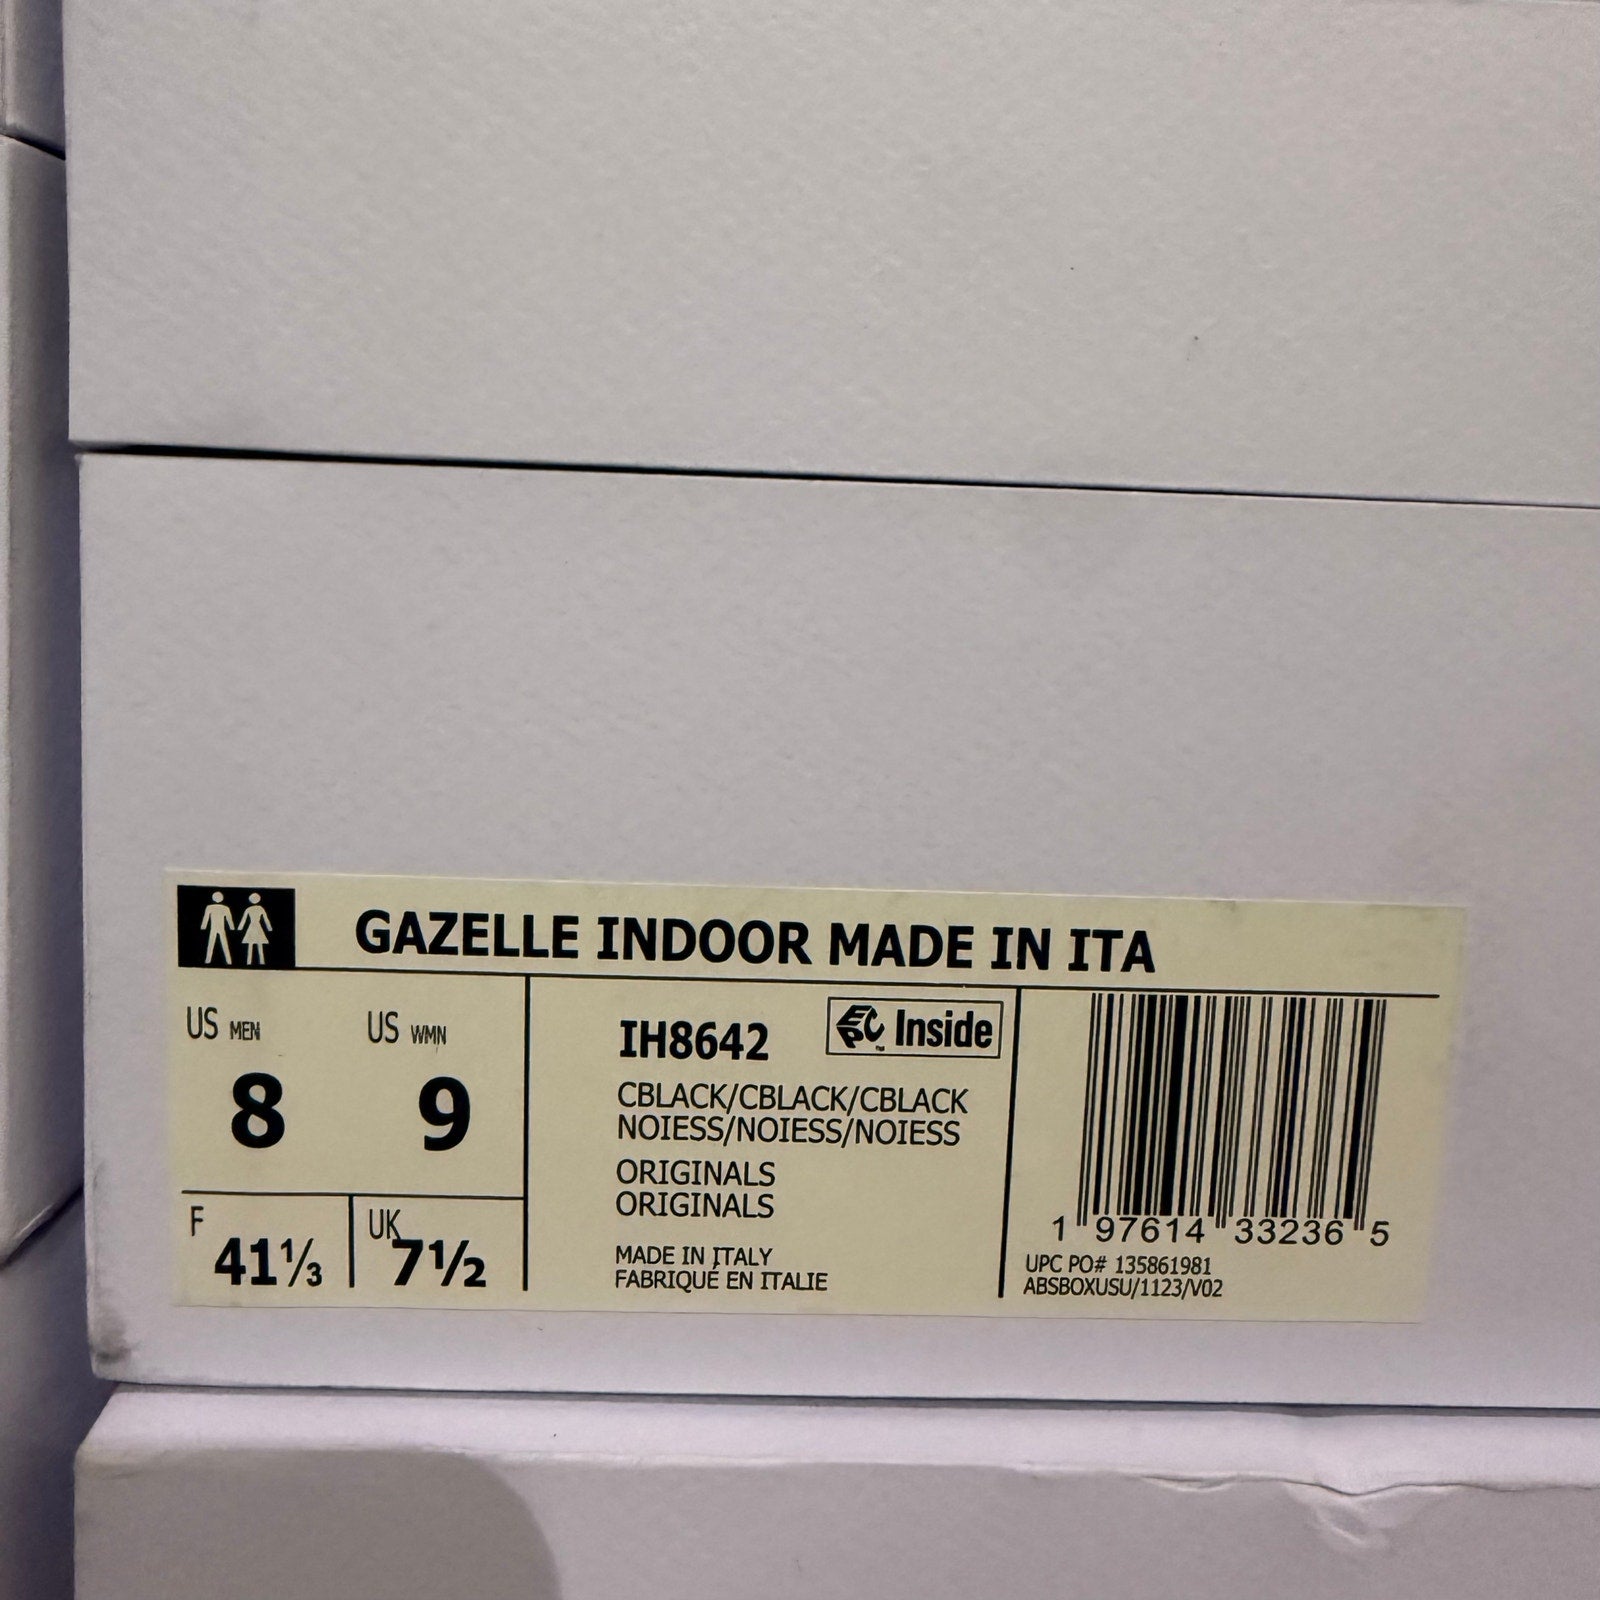 GAZELLE INDOOR MADE IN ITA
US MEN US WMN
8 9
F 41⅓ UK 7½
IH8642 EPC Inside
CBLACK/CBLACK/CBLACK
NOIESS/NOIESS/NOIESS
ORIGINALS
ORIGINALS
MADE IN ITALY
FABRIQUÉ EN ITALIE
1 97614 33236 5
UPC PO# 135861981
ABSBOXUSU/1123/V02